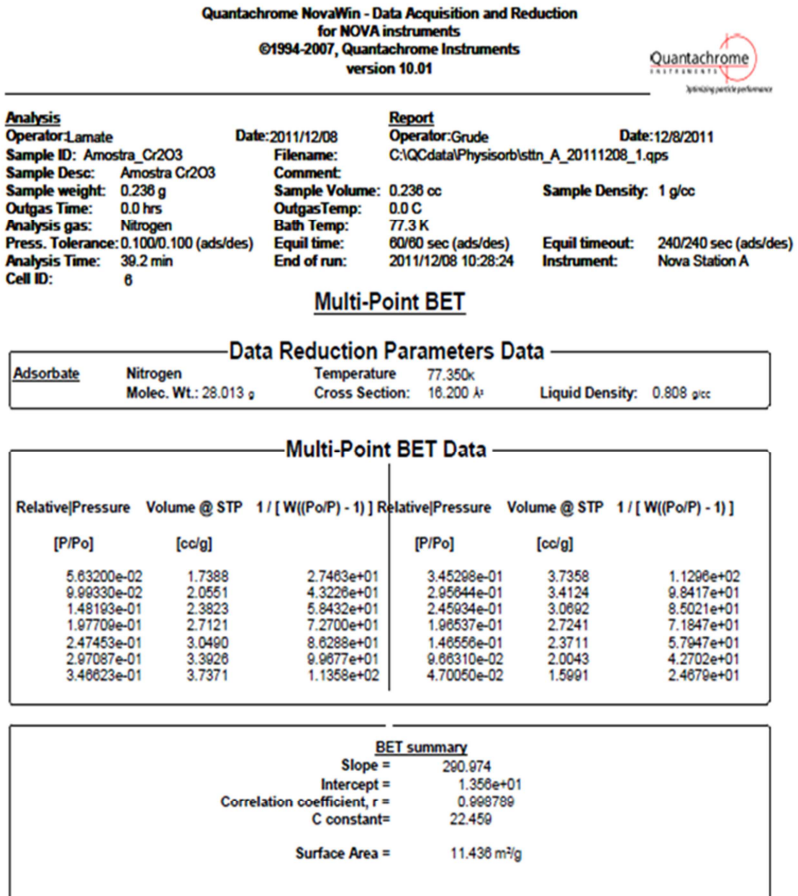 Quantachrome NovaWin - Data Acquisition and Reduction
for NOVA instruments
©1994-2007, Quantachrome Instruments
version 10.01
Quantachrome
INSTRUMENTS
Optimizing particle performance
Analysis Report
Operator:Lamate Date:2011/12/08 Operator:Grude Date:12/8/2011
Sample ID: Amostra_Cr2O3 Filename: C:\QCdata\Physisorb\sttn_A_20111208_1.qps
Sample Desc: Amostra Cr2O3 Comment:
Sample weight: 0.236 g Sample Volume: 0.236 cc Sample Density: 1 g/cc
Outgas Time: 0.0 hrs OutgasTemp: 0.0 C
Analysis gas: Nitrogen Bath Temp: 77.3 K
Press. Tolerance: 0.100/0.100 (ads/des) Equil time: 60/60 sec (ads/des) Equil timeout: 240/240 sec (ads/des)
Analysis Time: 39.2 min End of run: 2011/12/08 10:28:24 Instrument: Nova Station A
Cell ID: 6
Multi-Point BET
Data Reduction Parameters Data
Adsorbate Nitrogen Temperature 77.350K
Molec. Wt.: 28.013 g Cross Section: 16.200 Å² Liquid Density: 0.808 g/cc
Multi-Point BET Data
Relative|Pressure Volume @ STP 1 / [ W((Po/P) - 1) ] Relative|Pressure Volume @ STP 1 / [ W((Po/P) - 1) ]
[P/Po] [cc/g] [P/Po] [cc/g]
5.63200e-02 1.7388 2.7463e+01 3.45298e-01 3.7358 1.1296e+02
9.99330e-02 2.0551 4.3226e+01 2.95644e-01 3.4124 9.8417e+01
1.48193e-01 2.3823 5.8432e+01 2.45934e-01 3.0692 8.5021e+01
1.97709e-01 2.7121 7.2700e+01 1.96537e-01 2.7241 7.1847e+01
2.47453e-01 3.0490 8.6288e+01 1.46556e-01 2.3711 5.7947e+01
2.97087e-01 3.3926 9.9677e+01 9.66310e-02 2.0043 4.2702e+01
3.46623e-01 3.7371 1.1358e+02 4.70050e-02 1.5991 2.4679e+01
BET summary
Slope = 290.974
Intercept = 1.356e+01
Correlation coefficient, r = 0.998789
C constant= 22.459
Surface Area = 11.436 m²/g